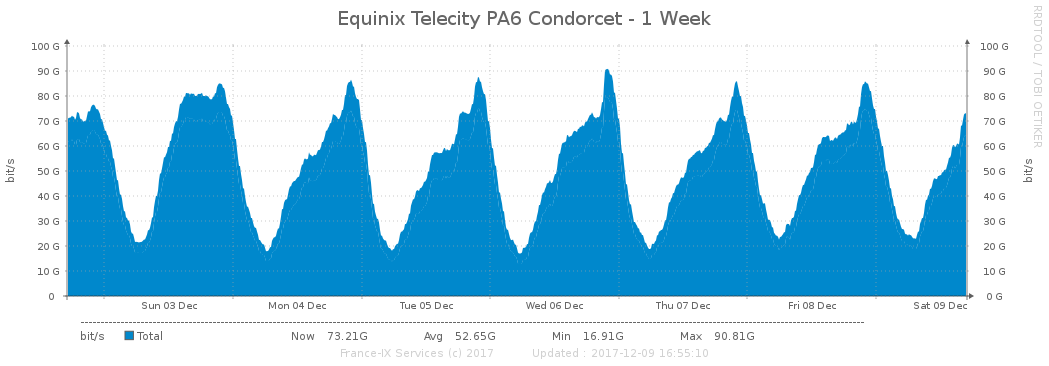 Equinix Telecity PA6 Condorcet - 1 Week
RRDTOOL / TOBI OETIKER
bit/s
100 G
90 G
80 G
70 G
60 G
50 G
40 G
30 G
20 G
10 G
0
100 G
90 G
80 G
70 G
60 G
50 G
40 G
30 G
20 G
10 G
0 G
bit/s
Sun 03 Dec Mon 04 Dec Tue 05 Dec Wed 06 Dec Thu 07 Dec Fri 08 Dec Sat 09 Dec
bit/s Total Now 73.21G Avg 52.65G Min 16.91G Max 90.81G
France-IX Services (c) 2017 Updated : 2017-12-09 16:55:10